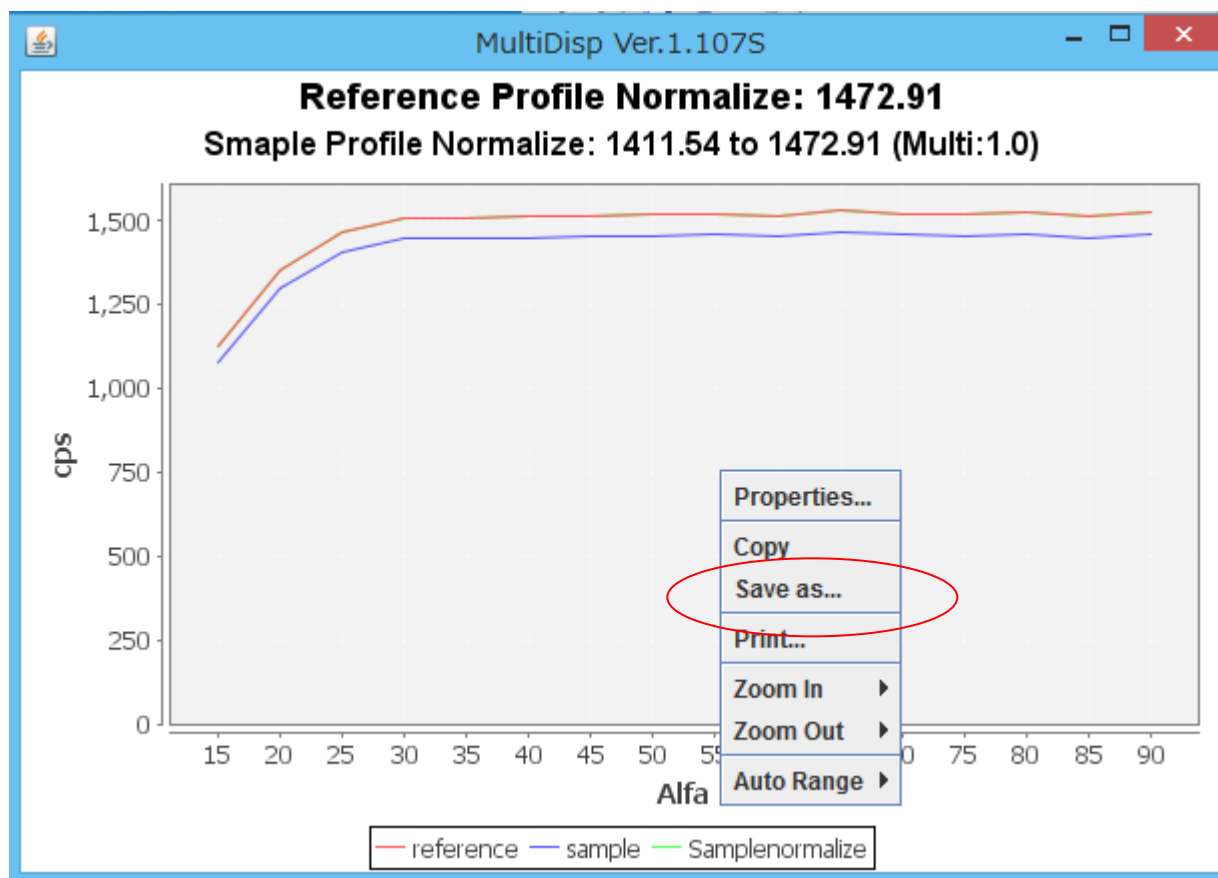 MultiDisp Ver.1.107S
Reference Profile Normalize: 1472.91
Smaple Profile Normalize: 1411.54 to 1472.91 (Multi:1.0)
1,500
1,250
1,000
750
500
250
0
cps
Properties...
Copy
Save as...
Print...
Zoom In
Zoom Out
Auto Range
15 20 25 30 35 40 45 50 55 0 75 80 85 90
Alfa
reference sample Samplenormalize